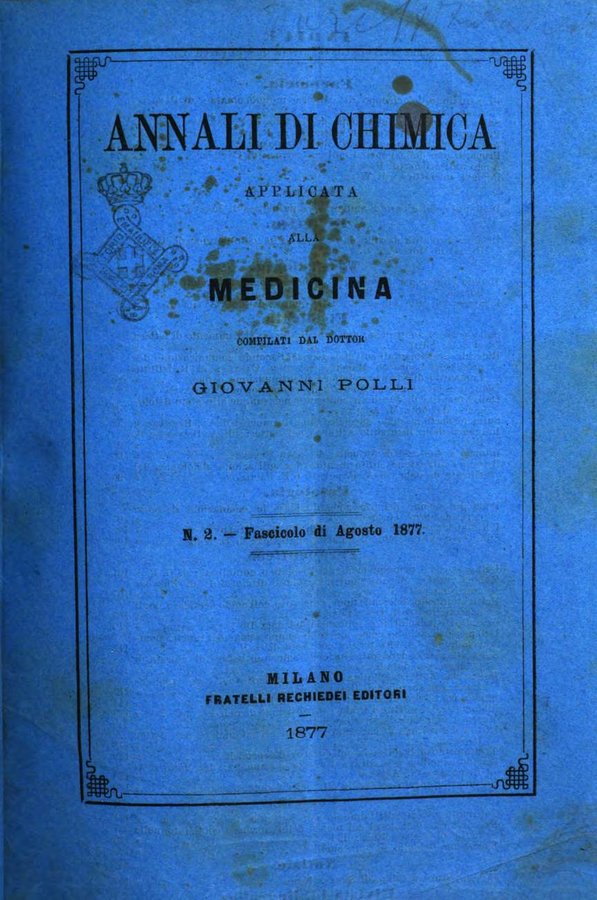 ANNALI DI CHIMICA
APPLICATA
ALLA
MEDICINA
COMPILATI DAL DOTTOR
GIOVANNI POLLI
N. 2. — Fascicolo di Agosto 1877.
MILANO
FRATELLI RECHIEDEI EDITORI
—
1877